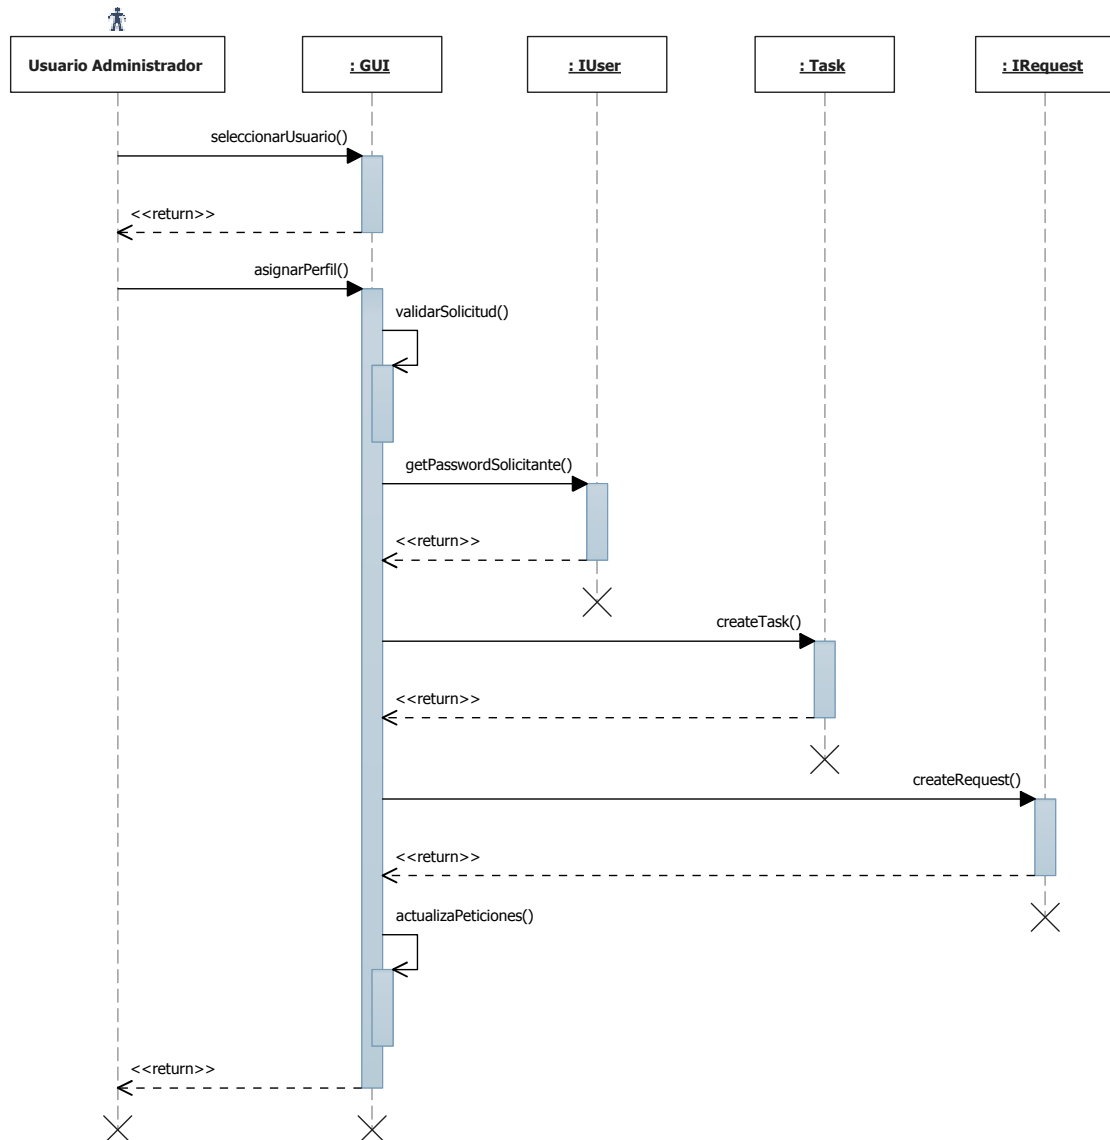 Usuario Administrador
: GUI
: IUser
: Task
: IRequest
seleccionarUsuario()
<<return>>
asignarPerfil()
validarSolicitud()
getPasswordSolicitante()
<<return>>
createTask()
<<return>>
createRequest()
<<return>>
actualizaPeticiones()
<<return>>